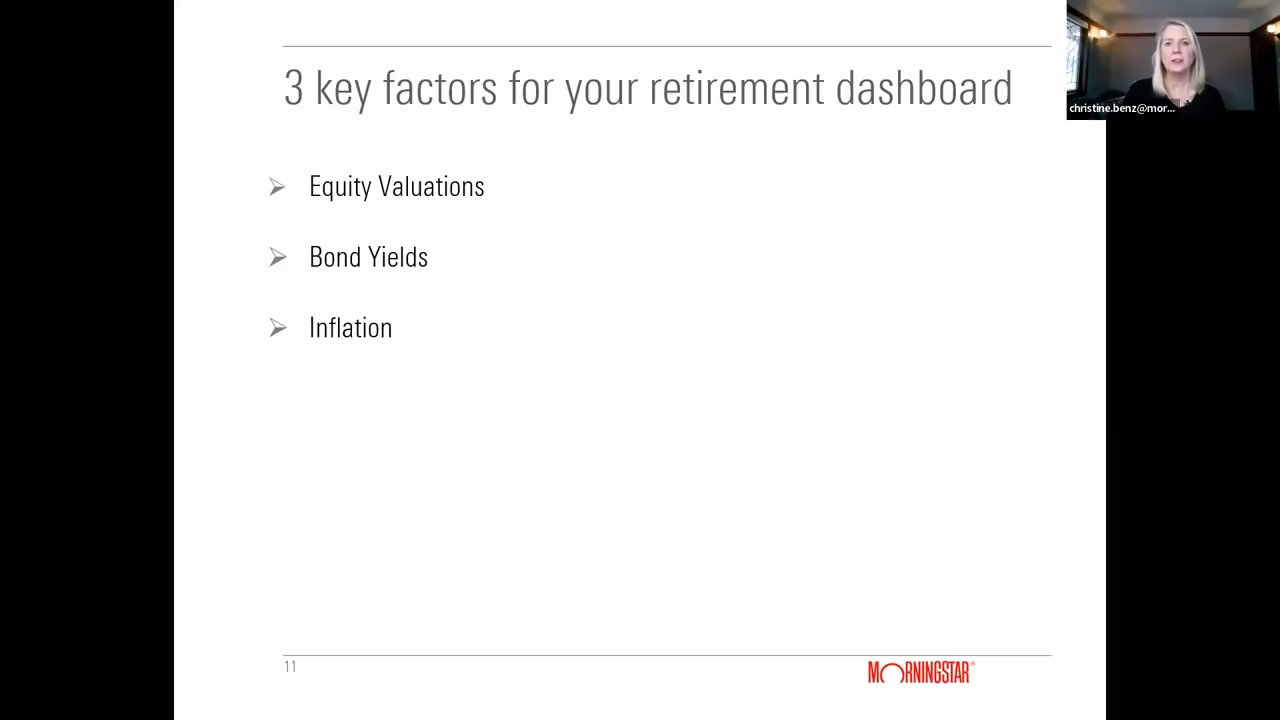 3 key factors for your retirement dashboard
christine.benz@mor...
➢ Equity Valuations
➢ Bond Yields
➢ Inflation
11
MORNINGSTAR®